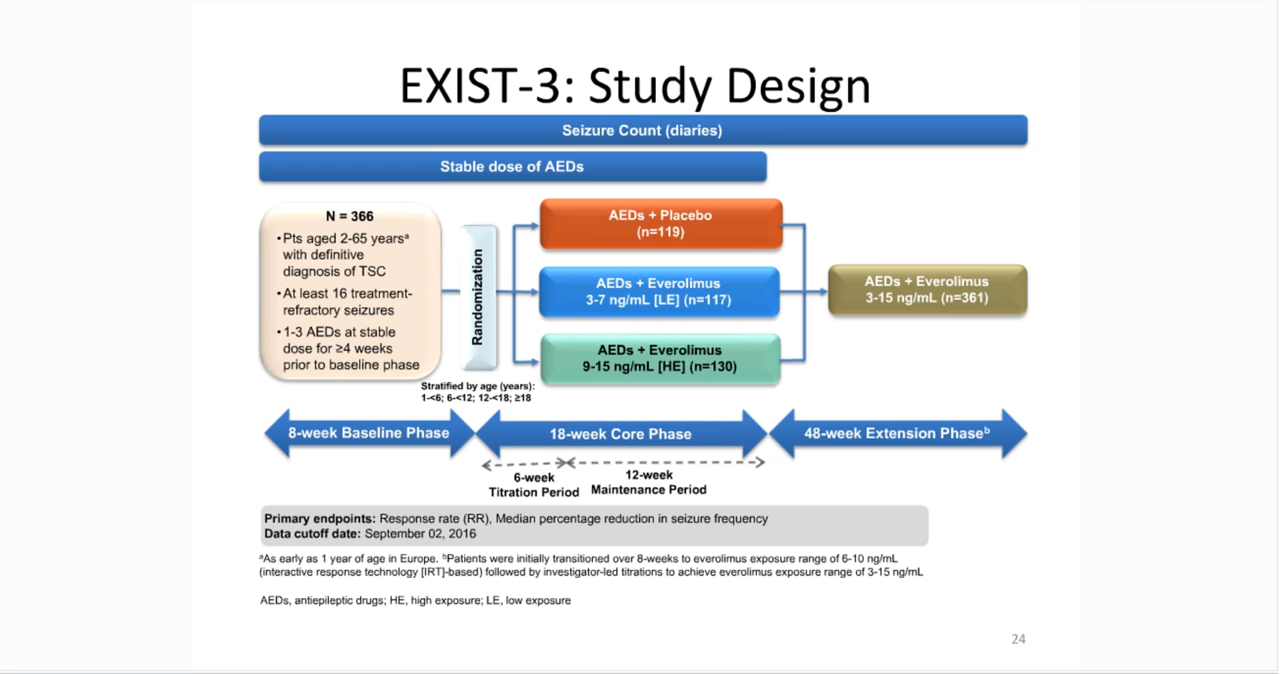 EXIST-3: Study Design
Seizure Count (diaries)
Stable dose of AEDs
N = 366
•Pts aged 2-65 yearsᵃ
with definitive
diagnosis of TSC
•At least 16 treatment-
refractory seizures
•1-3 AEDs at stable
dose for ≥4 weeks
prior to baseline phase
Randomization
Stratified by age (years):
1-<6; 6-<12; 12-<18; ≥18
AEDs + Placebo
(n=119)
AEDs + Everolimus
3-7 ng/mL [LE] (n=117)
AEDs + Everolimus
9-15 ng/mL [HE] (n=130)
AEDs + Everolimus
3-15 ng/mL (n=361)
8-week Baseline Phase
18-week Core Phase
48-week Extension Phaseᵇ
6-week
Titration Period
12-week
Maintenance Period
Primary endpoints: Response rate (RR), Median percentage reduction in seizure frequency
Data cutoff date: September 02, 2016
ᵃAs early as 1 year of age in Europe. ᵇPatients were initially transitioned over 8-weeks to everolimus exposure range of 6-10 ng/mL
(interactive response technology [IRT]-based) followed by investigator-led titrations to achieve everolimus exposure range of 3-15 ng/mL
AEDs, antiepileptic drugs; HE, high exposure; LE, low exposure
24